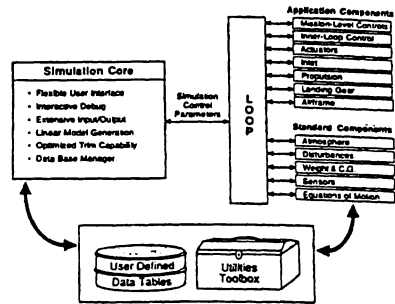 Application Components
Mission-Level Controls
Inner-Loop Control
Actuators
Inlet
Propulsion
Landing Gear
Airframe
Simulation Core
• Flexible User Interface
• Interactive Debug
• Extensive Input/Output
• Linear Model Generation
• Optimized Trim Capability
• Data Base Manager
Simulation
Control
Parameters
L
O
O
P
Standard Components
Atmosphere
Disturbances
Weight & C.G.
Sensors
Equations of Motion
User Defined
Data Tables
Utilities
Toolbox